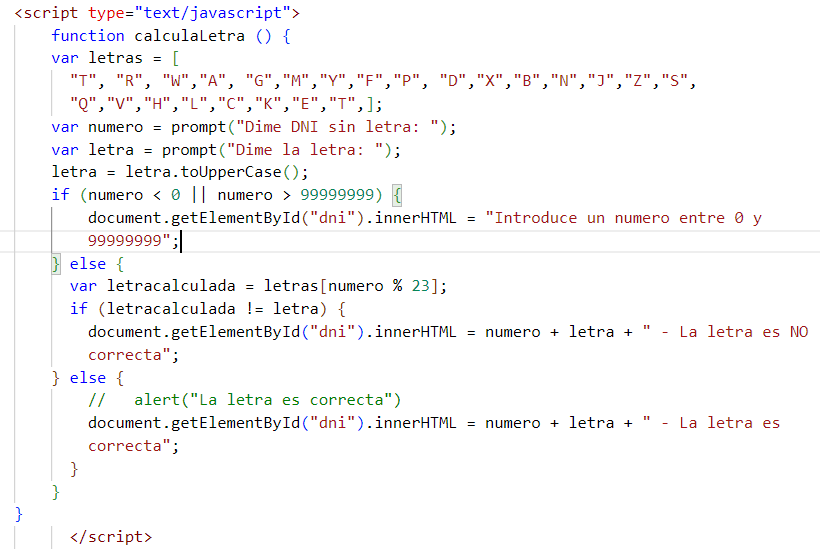 <script type="text/javascript">
function calculaLetra () {
var letras = [
"T", "R", "W","A", "G","M","Y","F","P", "D","X","B","N","J","Z","S",
"Q","V","H","L","C","K","E","T",];
var numero = prompt("Dime DNI sin letra: ");
var letra = prompt("Dime la letra: ");
letra = letra.toUpperCase();
if (numero < 0 || numero > 99999999) {
document.getElementById("dni").innerHTML = "Introduce un numero entre 0 y
99999999";
} else {
var letracalculada = letras[numero % 23];
if (letracalculada != letra) {
document.getElementById("dni").innerHTML = numero + letra + " - La letra es NO
correcta";
} else {
//   alert("La letra es correcta")
document.getElementById("dni").innerHTML = numero + letra + " - La letra es
correcta";
}
}
}
</script>